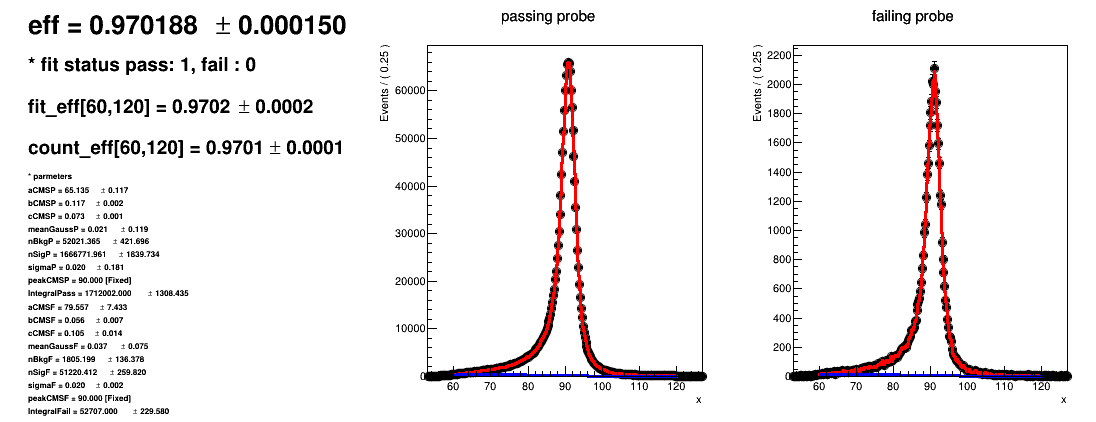 eff = 0.970188 ± 0.000150
* fit status pass: 1, fail : 0
fit_eff[60,120] = 0.9702 ± 0.0002
count_eff[60,120] = 0.9701 ± 0.0001
* parmeters
aCMSP = 65.135 ± 0.117
bCMSP = 0.117 ± 0.002
cCMSP = 0.073 ± 0.001
meanGaussP = 0.021 ± 0.119
nBkgP = 52021.365 ± 421.696
nSigP = 1666771.961 ± 1839.734
sigmaP = 0.020 ± 0.181
peakCMSP = 90.000 [Fixed]
IntegralPass = 1712002.000 ± 1308.435
aCMSF = 79.557 ± 7.433
bCMSF = 0.056 ± 0.007
cCMSF = 0.105 ± 0.014
meanGaussF = 0.037 ± 0.075
nBkgF = 1805.199 ± 136.378
nSigF = 51220.412 ± 259.820
sigmaF = 0.020 ± 0.002
peakCMSF = 90.000 [Fixed]
IntegralFail = 52707.000 ± 229.580
passing probe
Events / ( 0.25 )
60000
50000
40000
30000
20000
10000
0
60 70 80 90 100 110 120
x
failing probe
Events / ( 0.25 )
2200
2000
1800
1600
1400
1200
1000
800
600
400
200
0
60 70 80 90 100 110 120
x